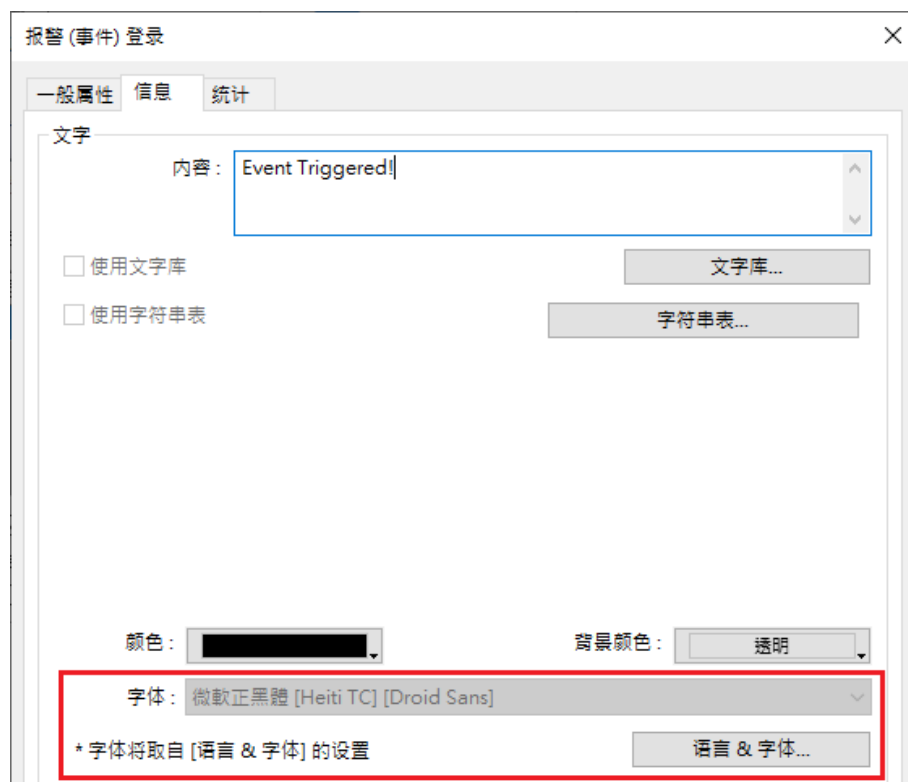 报警 (事件) 登录
一般属性 信息 统计
文字
内容 : Event Triggered!
使用文字库 文字库...
使用字符串表 字符串表...
颜色 : 背景颜色 : 透明
字体 : 微軟正黑體 [Heiti TC] [Droid Sans]
* 字体将取自 [语言 & 字体] 的设置 语言 & 字体...